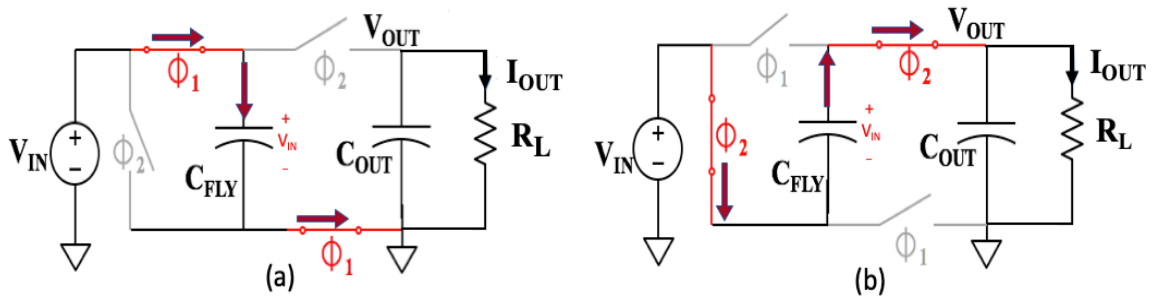 V_OUT
Φ₁
Φ₂
I_OUT
V_IN
+
−
Φ₂
+
V_IN
-
C_FLY
C_OUT
R_L
Φ₁
(a)
V_OUT
Φ₁
Φ₂
I_OUT
V_IN
+
−
Φ₂
+
V_IN
-
C_FLY
C_OUT
R_L
Φ₁
(b)